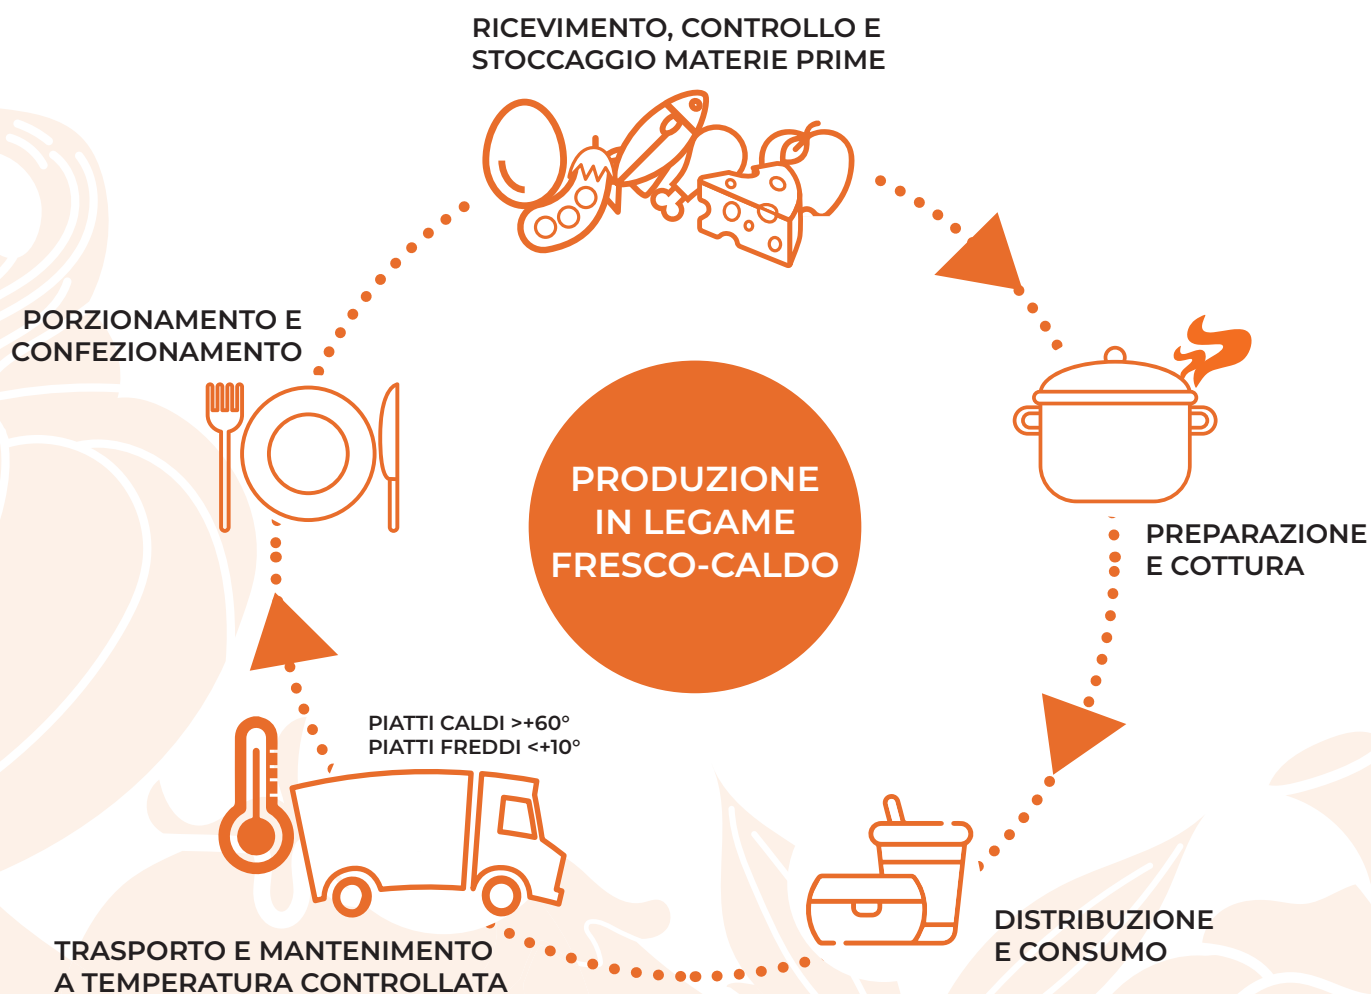 RICEVIMENTO, CONTROLLO E
STOCCAGGIO MATERIE PRIME
PORZIONAMENTO E
CONFEZIONAMENTO
PRODUZIONE
IN LEGAME
FRESCO-CALDO
PREPARAZIONE
E COTTURA
PIATTI CALDI >+60°
PIATTI FREDDI <+10°
DISTRIBUZIONE
E CONSUMO
TRASPORTO E MANTENIMENTO
A TEMPERATURA CONTROLLATA